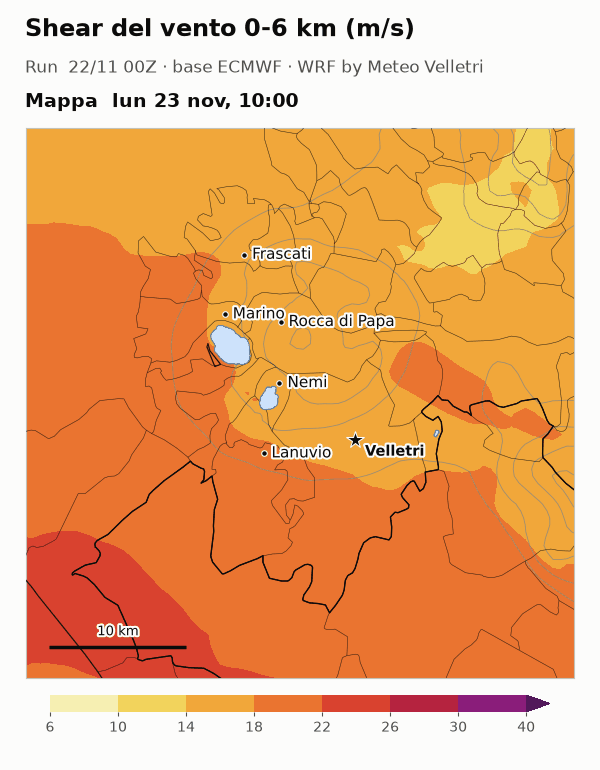 Shear del vento 0-6 km (m/s)
Run  22/11 00Z · base ECMWF · WRF by Meteo Velletri
Mappa  lun 23 nov, 10:00
Frascati
Marino
Rocca di Papa
Nemi
Velletri
Lanuvio
10 km
6 10 14 18 22 26 30 40